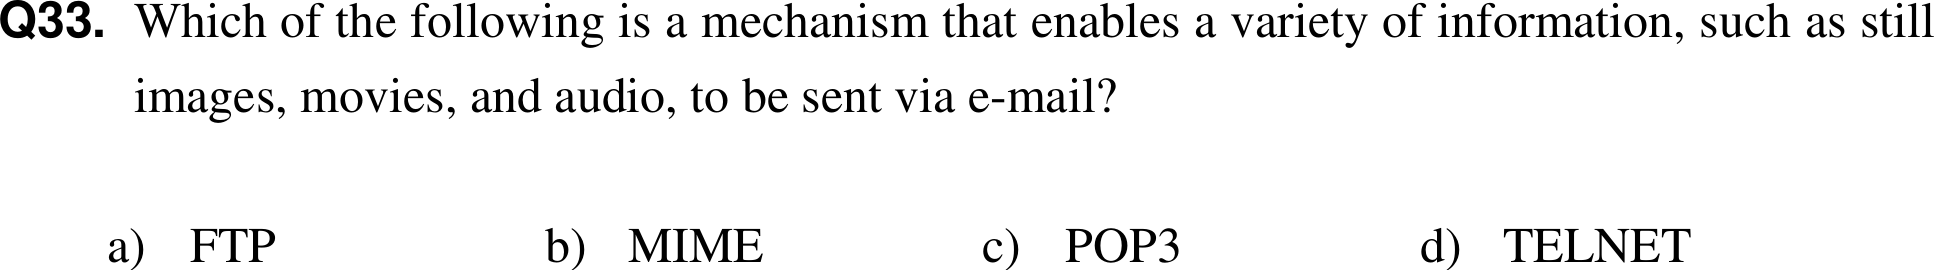 Q33. Which of the following is a mechanism that enables a variety of information, such as still
images, movies, and audio, to be sent via e-mail?
a) FTP b) MIME c) POP3 d) TELNET